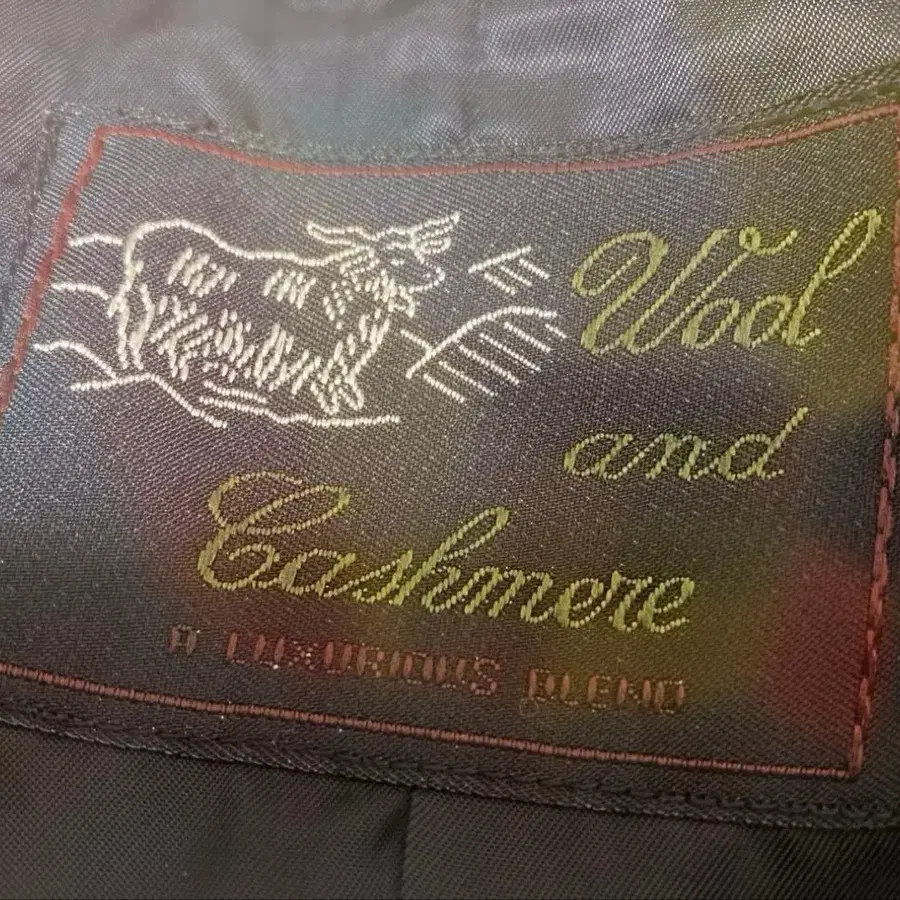 Wool
and
Cashmere
A LUXURIOUS BLEND